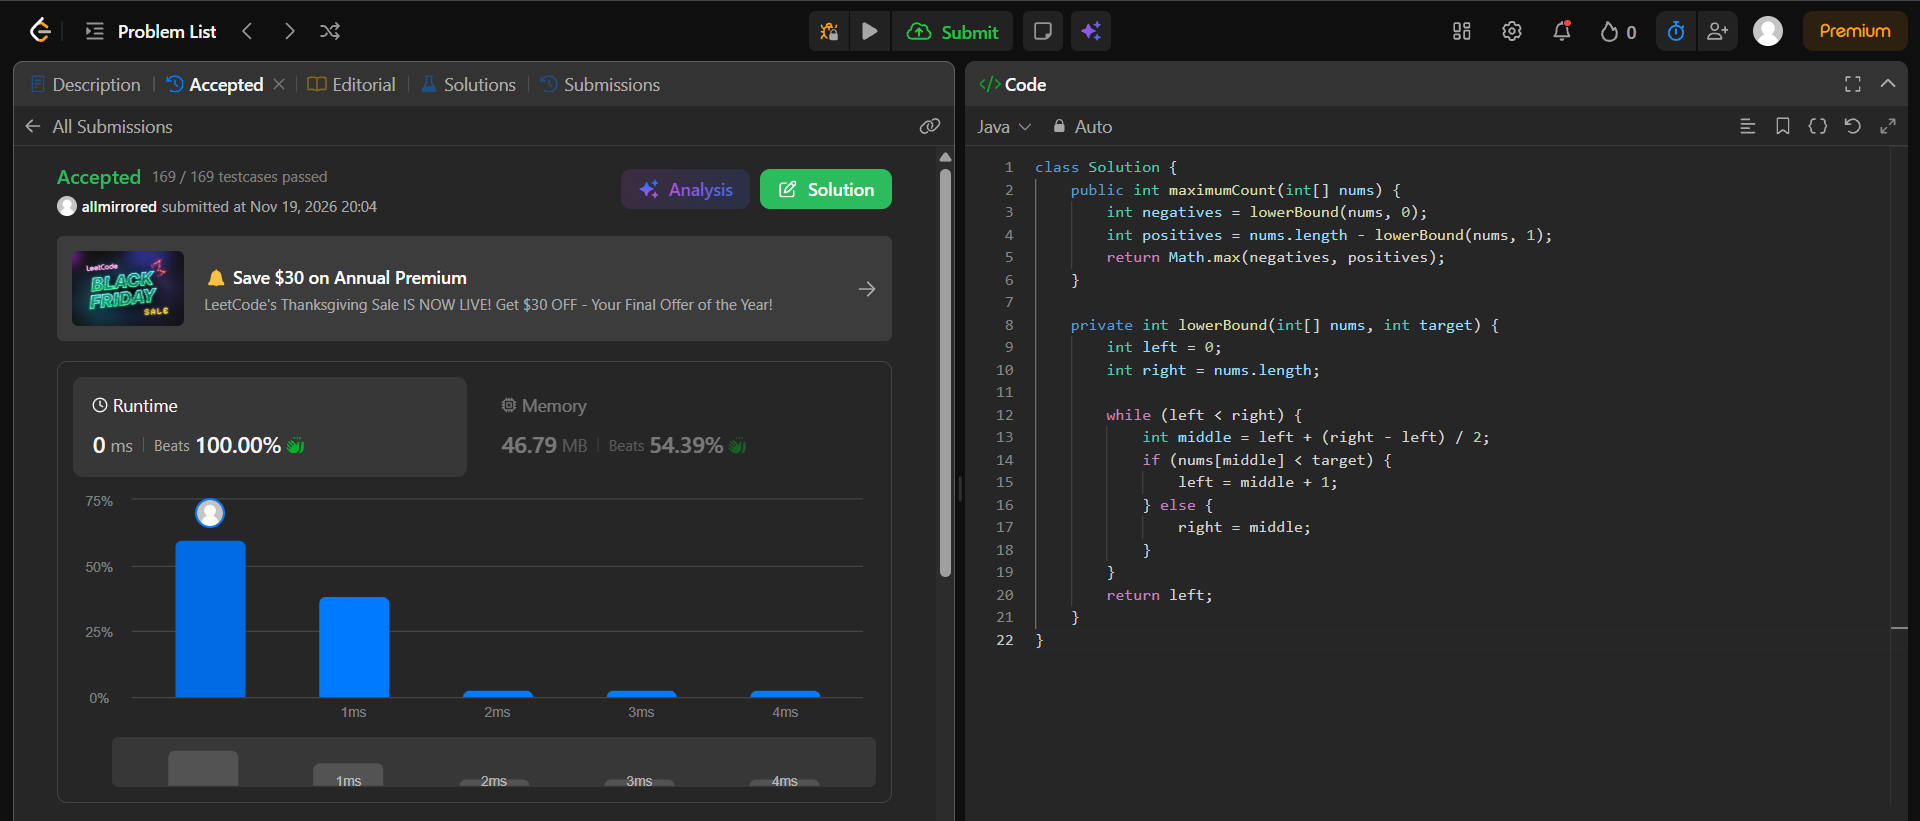 Problem List
Submit
0
Premium
Description
Accepted
Editorial
Solutions
Submissions
All Submissions
Accepted 169 / 169 testcases passed
allmirrored submitted at Nov 19, 2026 20:04
Analysis
Solution
LeetCode
BLACK
FRIDAY
SALE
Save $30 on Annual Premium
LeetCode's Thanksgiving Sale IS NOW LIVE! Get $30 OFF - Your Final Offer of the Year!
Runtime
0 ms Beats 100.00%
Memory
46.79 MB Beats 54.39%
75%
50%
25%
0%
1ms 2ms 3ms 4ms
1ms 2ms 3ms 4ms
</> Code
Java Auto
1 class Solution {
2     public int maximumCount(int[] nums) {
3         int negatives = lowerBound(nums, 0);
4         int positives = nums.length - lowerBound(nums, 1);
5         return Math.max(negatives, positives);
6     }
7
8     private int lowerBound(int[] nums, int target) {
9         int left = 0;
10         int right = nums.length;
11
12         while (left < right) {
13             int middle = left + (right - left) / 2;
14             if (nums[middle] < target) {
15                 left = middle + 1;
16             } else {
17                 right = middle;
18             }
19         }
20         return left;
21     }
22 }